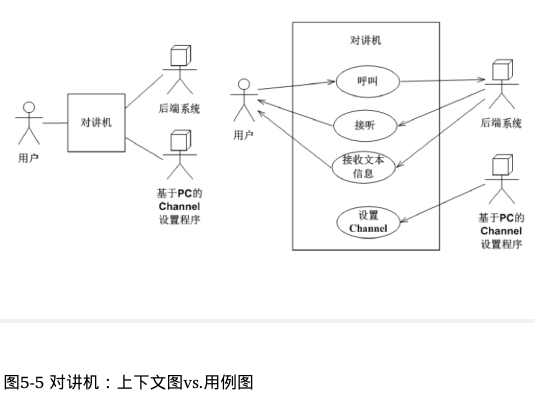 对讲机
用户
后端系统
基于PC的
Channel
设置程序
对讲机
呼叫
接听
接收文本
信息
设置
Channel
用户
后端系统
基于PC的
Channel
设置程序
图5-5 对讲机：上下文图vs.用例图